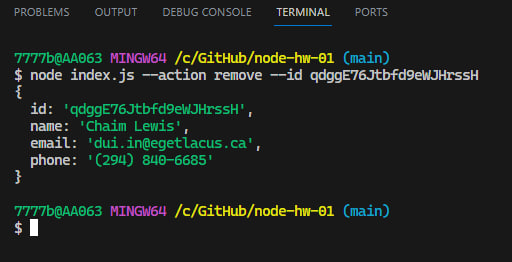 PROBLEMS OUTPUT DEBUG CONSOLE TERMINAL PORTS
7777b@AA063 MINGW64 /c/GitHub/node-hw-01 (main)
$ node index.js --action remove --id qdggE76Jtbfd9eWJHrssH
{
  id: 'qdggE76Jtbfd9eWJHrssH',
  name: 'Chaim Lewis',
  email: 'dui.in@egetlacus.ca',
  phone: '(294) 840-6685'
}
7777b@AA063 MINGW64 /c/GitHub/node-hw-01 (main)
$